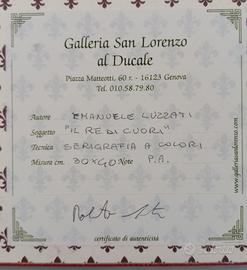 Galleria San Lorenzo
al Ducale
Piazza Matteotti, 60 r. - 16123 Genova
Tel. 010.58.79.80
Autore EMANUELE LUZZATI
Soggetto "IL RE DI CUORI"
Tecnica SERIGRAFIA A COLORI
Misura cm. 30x60 Note P.A.
certificato di autenticità